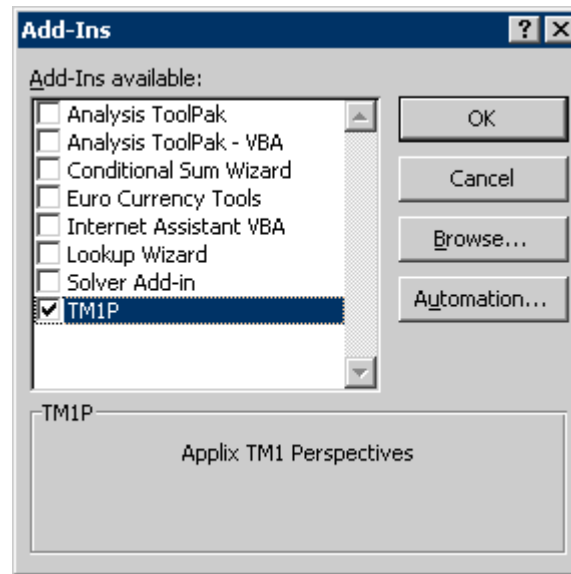 Add-Ins
Add-Ins available:
Analysis ToolPak
Analysis ToolPak - VBA
Conditional Sum Wizard
Euro Currency Tools
Internet Assistant VBA
Lookup Wizard
Solver Add-in
TM1P
OK
Cancel
Browse...
Automation...
TM1P
Applix TM1 Perspectives